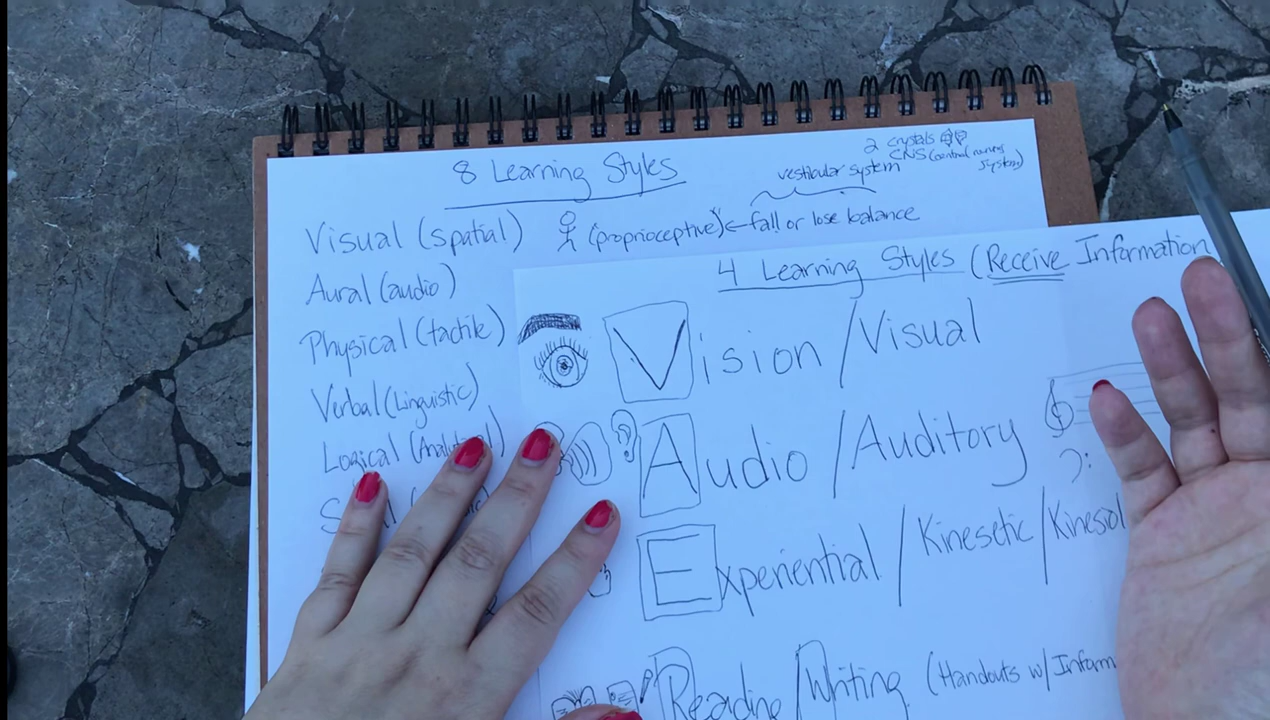 8 Learning Styles
2 crystals
CNS (central nervous system)
vestibular system
Visual (spatial) (proprioceptive) ← fall or lose balance
Aural (audio)
Physical (tactile)
Verbal (Linguistic)
Logical
4 Learning Styles (Receive Information
Vision / Visual
Audio / Auditory
Experiential / Kinesetic / Kinesiol
Reading / Writing (Handouts w/ Inform